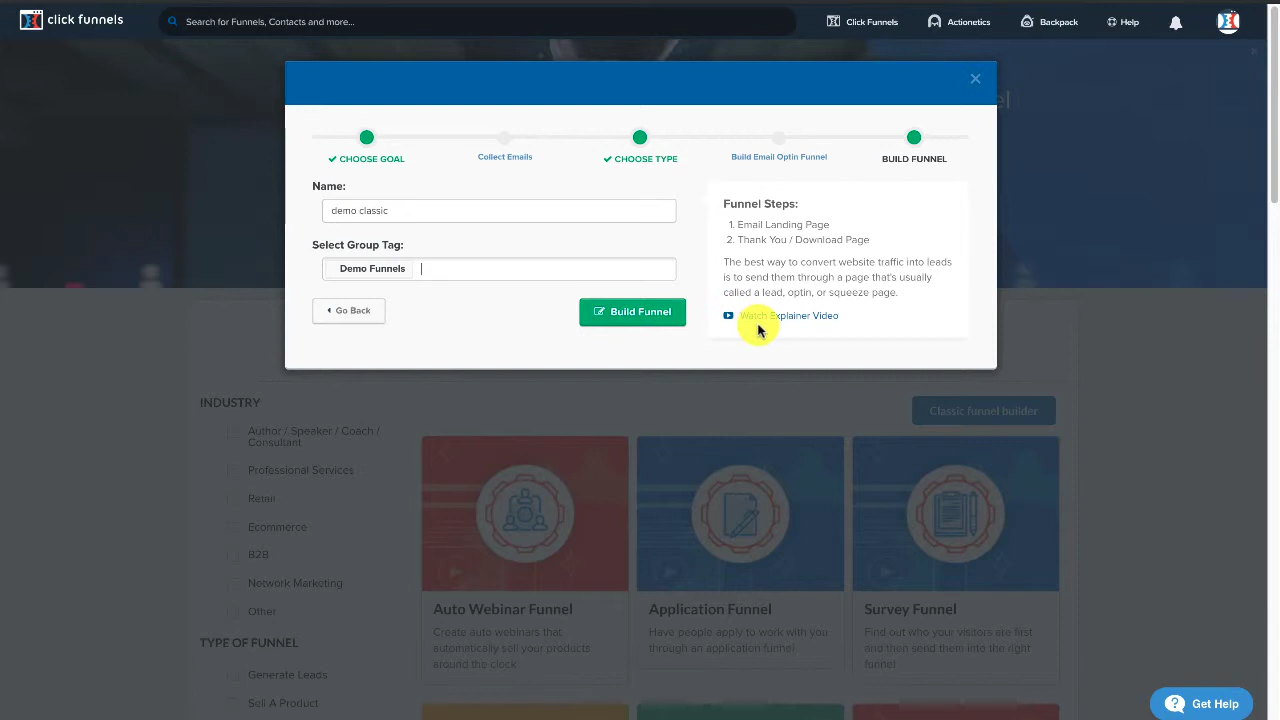 click funnels
Search for Funnels, Contacts and more...
Click Funnels
Actionetics
Backpack
Help
CHOOSE GOAL
Collect Emails
CHOOSE TYPE
Build Email Optin Funnel
BUILD FUNNEL
Name:
demo classic
Select Group Tag:
Demo Funnels
Go Back
Build Funnel
Funnel Steps:
1. Email Landing Page
2. Thank You / Download Page
The best way to convert website traffic into leads
is to send them through a page that's usually
called a lead, optin, or squeeze page.
Watch Explainer Video
INDUSTRY
Author / Speaker / Coach /
Consultant
Professional Services
Retail
Ecommerce
B2B
Network Marketing
Other
TYPE OF FUNNEL
Generate Leads
Sell A Product
Classic funnel builder
Auto Webinar Funnel
Create auto webinars that
automatically sell your products
around the clock
Application Funnel
Have people apply to work with you
through an application funnel
Survey Funnel
Find out who your visitors are first
and then send them into the right
funnel
Get Help